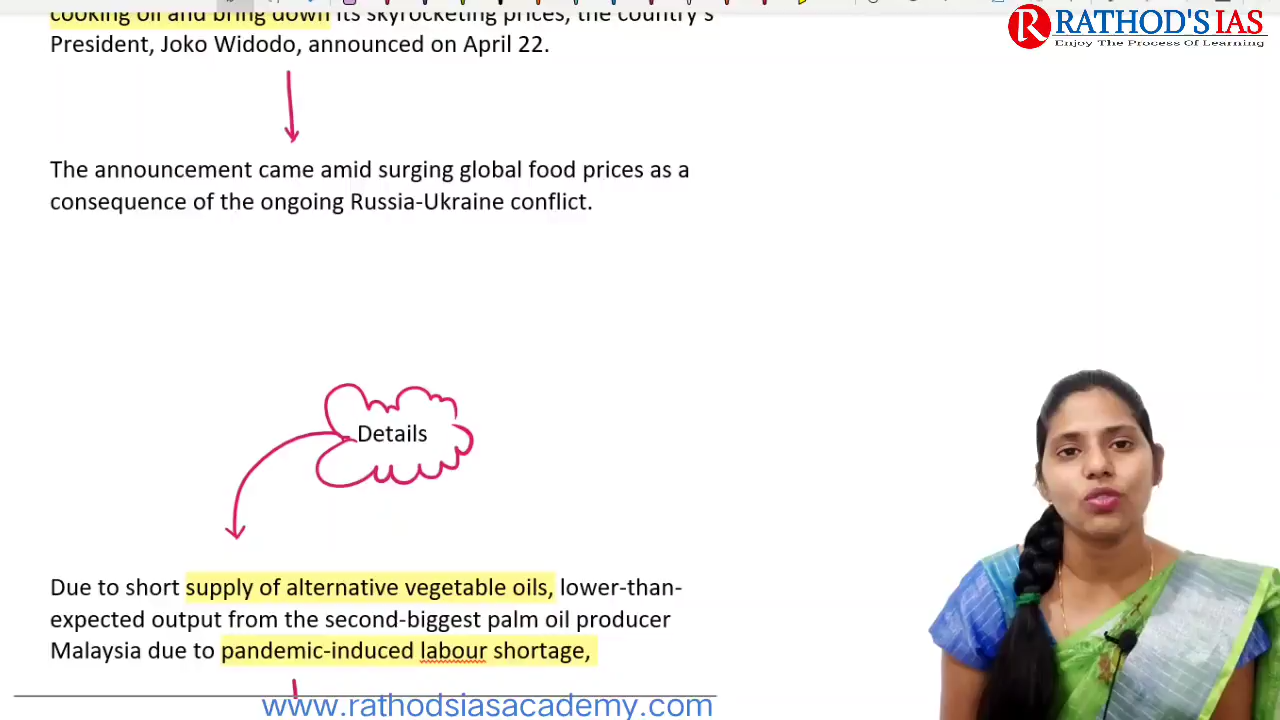 cooking oil and bring down its skyrocketing prices, the country's
President, Joko Widodo, announced on April 22.
RATHOD'S IAS
Enjoy The Process Of Learning
The announcement came amid surging global food prices as a
consequence of the ongoing Russia-Ukraine conflict.
Details
Due to short supply of alternative vegetable oils, lower-than-
expected output from the second-biggest palm oil producer
Malaysia due to pandemic-induced labour shortage,
www.rathodsiasacademy.com